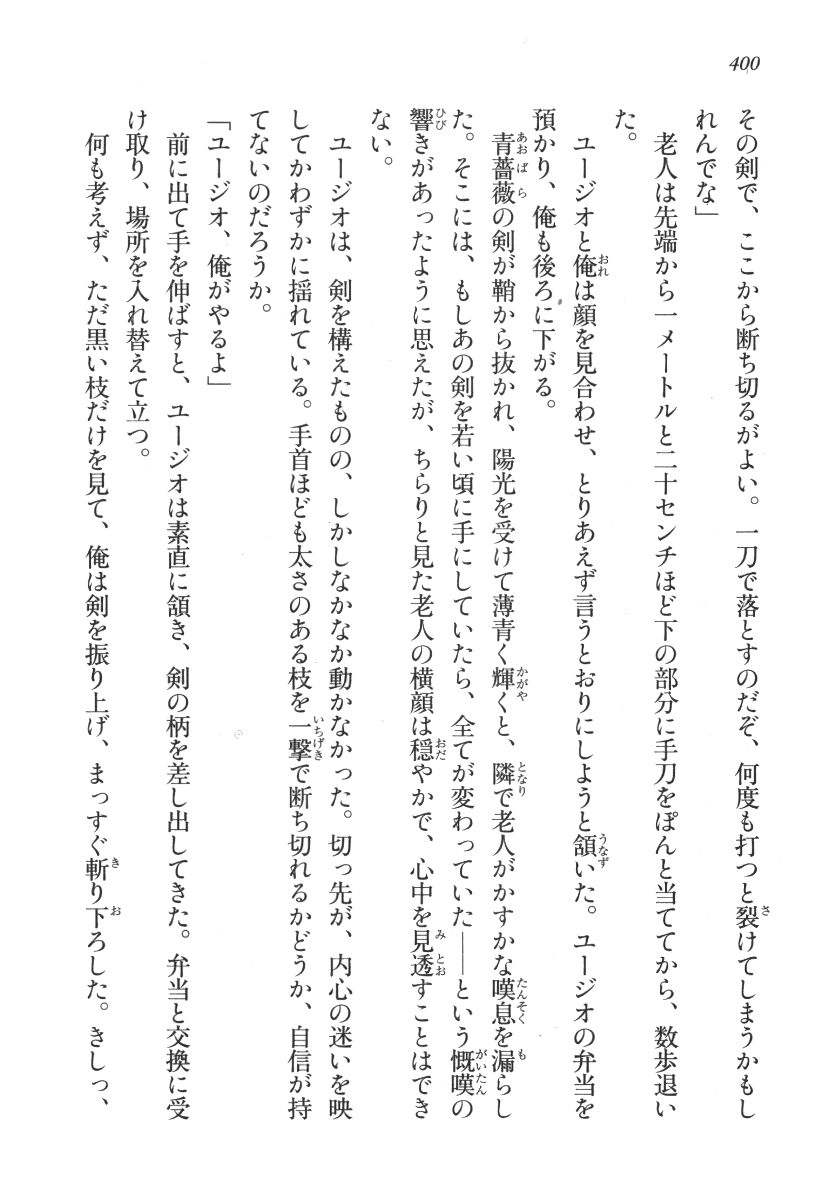 400
その剣で、ここから断ち切るがよい。一刀で落とすのだぞ、何度も打つと裂けてしまうかもし
れんでな」
老人は先端から一メートルと二十センチほど下の部分に手刀をぽんと当ててから、数歩退い
た。
ユージオと俺は顔を見合わせ、とりあえず言うとおりにしようと頷いた。ユージオの弁当を
預かり、俺も後ろに下がる。
青薔薇の剣が鞘から抜かれ、陽光を受けて薄青く輝くと、隣で老人がかすかな嘆息を漏らし
た。そこには、もしあの剣を若い頃に手にしていたら、全てが変わっていた――という慨嘆の
響きがあったように思えたが、ちらりと見た老人の横顔は穏やかで、心中を見透すことはでき
ない。
ユージオは、剣を構えたものの、しかしなかなか動かなかった。切っ先が、内心の迷いを映
してかわずかに揺れている。手首ほども太さのある枝を一撃で断ち切れるかどうか、自信が持
てないのだろうか。
「ユージオ、俺がやるよ」
前に出て手を伸ばすと、ユージオは素直に頷き、剣の柄を差し出してきた。弁当と交換に受
け取り、場所を入れ替えて立つ。
何も考えず、ただ黒い枝だけを見て、俺は剣を振り上げ、まっすぐ斬り下ろした。きしっ、